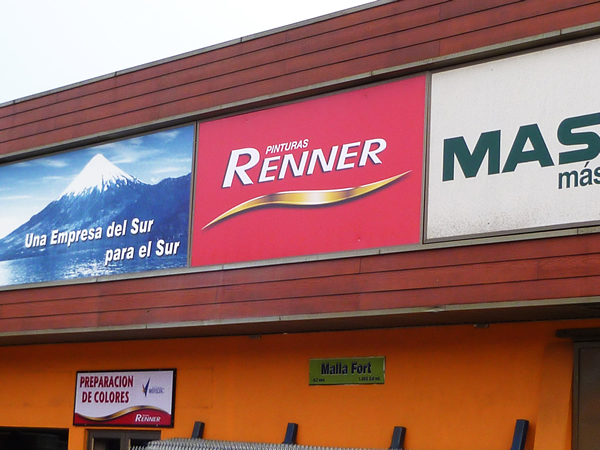 Una Empresa del Sur
para el Sur
PINTURAS
RENNER
MAS
más
PREPARACION
DE COLORES
RENNER
Malla Fort